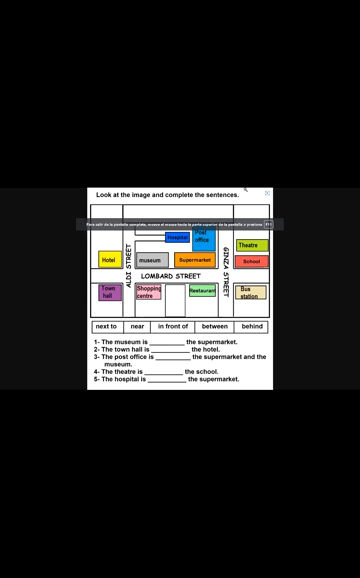 Look at the image and complete the sentences.
Para salir de la pantalla completa, mueve el mouse hacia la parte superior de la pantalla o presiona F11
Post
office
Hospital
Theatre
Hotel
museum
Supermarket
School
ALDI STREET
GINZA STREET
LOMBARD STREET
Town
hall
Shopping
centre
Restaurant
Bus
station
next to near in front of between behind
1- The museum is __________ the supermarket.
2- The town hall is __________ the hotel.
3- The post office is _________ the supermarket and the
museum.
4- The theatre is __________ the school.
5- The hospital is __________ the supermarket.